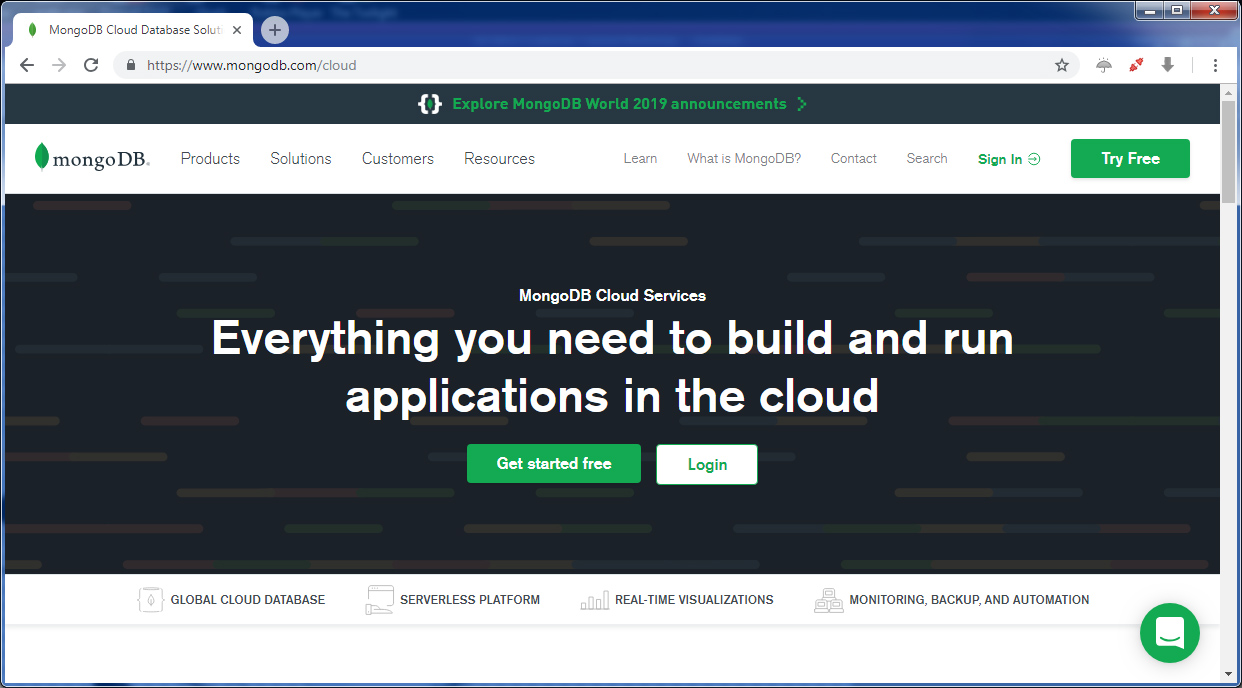 MongoDB Cloud Database Solut
https://www.mongodb.com/cloud
Explore MongoDB World 2019 announcements
mongoDB.
Products
Solutions
Customers
Resources
Learn
What is MongoDB?
Contact
Search
Sign In
Try Free
MongoDB Cloud Services
Everything you need to build and run
applications in the cloud
Get started free
Login
GLOBAL CLOUD DATABASE
SERVERLESS PLATFORM
REAL-TIME VISUALIZATIONS
MONITORING, BACKUP, AND AUTOMATION